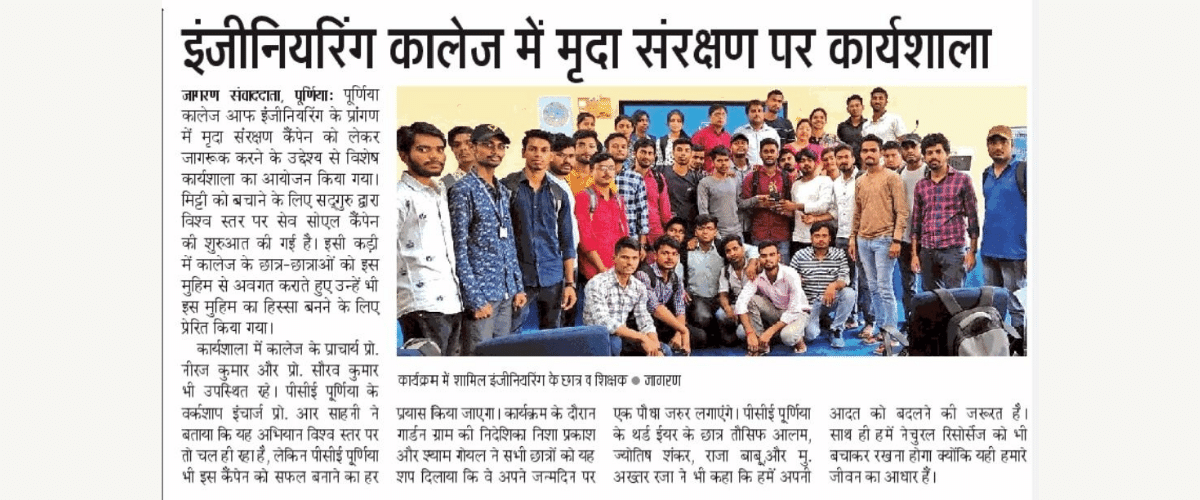 इंजीनियरिंग कालेज में मृदा संरक्षण पर कार्यशाला
जागरण संवाददाता, पूर्णिया: पूर्णिया
कालेज आफ इंजीनियरिंग के प्रांगण
में मृदा संरक्षण कैंपेन को लेकर
जागरूक करने के उद्देश्य से विशेष
कार्यशाला का आयोजन किया गया।
मिट्टी को बचाने के लिए सद्गुरु द्वारा
विश्व स्तर पर सेव सोएल कैंपेन
की शुरुआत की गई है। इसी कड़ी
में कालेज के छात्र-छात्राओं को इस
मुहिम से अवगत कराते हुए उन्हें भी
इस मुहिम का हिस्सा बनने के लिए
प्रेरित किया गया।
कार्यशाला में कालेज के प्राचार्य प्रो.
नीरज कुमार और प्रो. सौरव कुमार
भी उपस्थित रहे। पीसीई पूर्णिया के
वर्कशाप इंचार्ज प्रो. आर साहनी ने
बताया कि यह अभियान विश्व स्तर पर
तो चल ही रहा है, लेकिन पीसीई पूर्णिया
भी इस कैंपेन को सफल बनाने का हर
कार्यक्रम में शामिल इंजीनियरिंग के छात्र व शिक्षक ● जागरण
प्रयास किया जाएगा। कार्यक्रम के दौरान
गार्डन ग्राम की निदेशिका निशा प्रकाश
और श्याम गोयल ने सभी छात्रों को यह
शप दिलाया कि वे अपने जन्मदिन पर
एक पौधा जरुर लगाएंगे। पीसीई पूर्णिया
के थर्ड ईयर के छात्र तौसिफ आलम,
ज्योतिष शंकर, राजा बाबू,और मु.
अख्तर रजा ने भी कहा कि हमें अपनी
आदत को बदलने की जरूरत है।
साथ ही हमें नेचुरल रिसोर्सेज को भी
बचाकर रखना होगा क्योंकि यही हमारे
जीवन का आधार हैं।